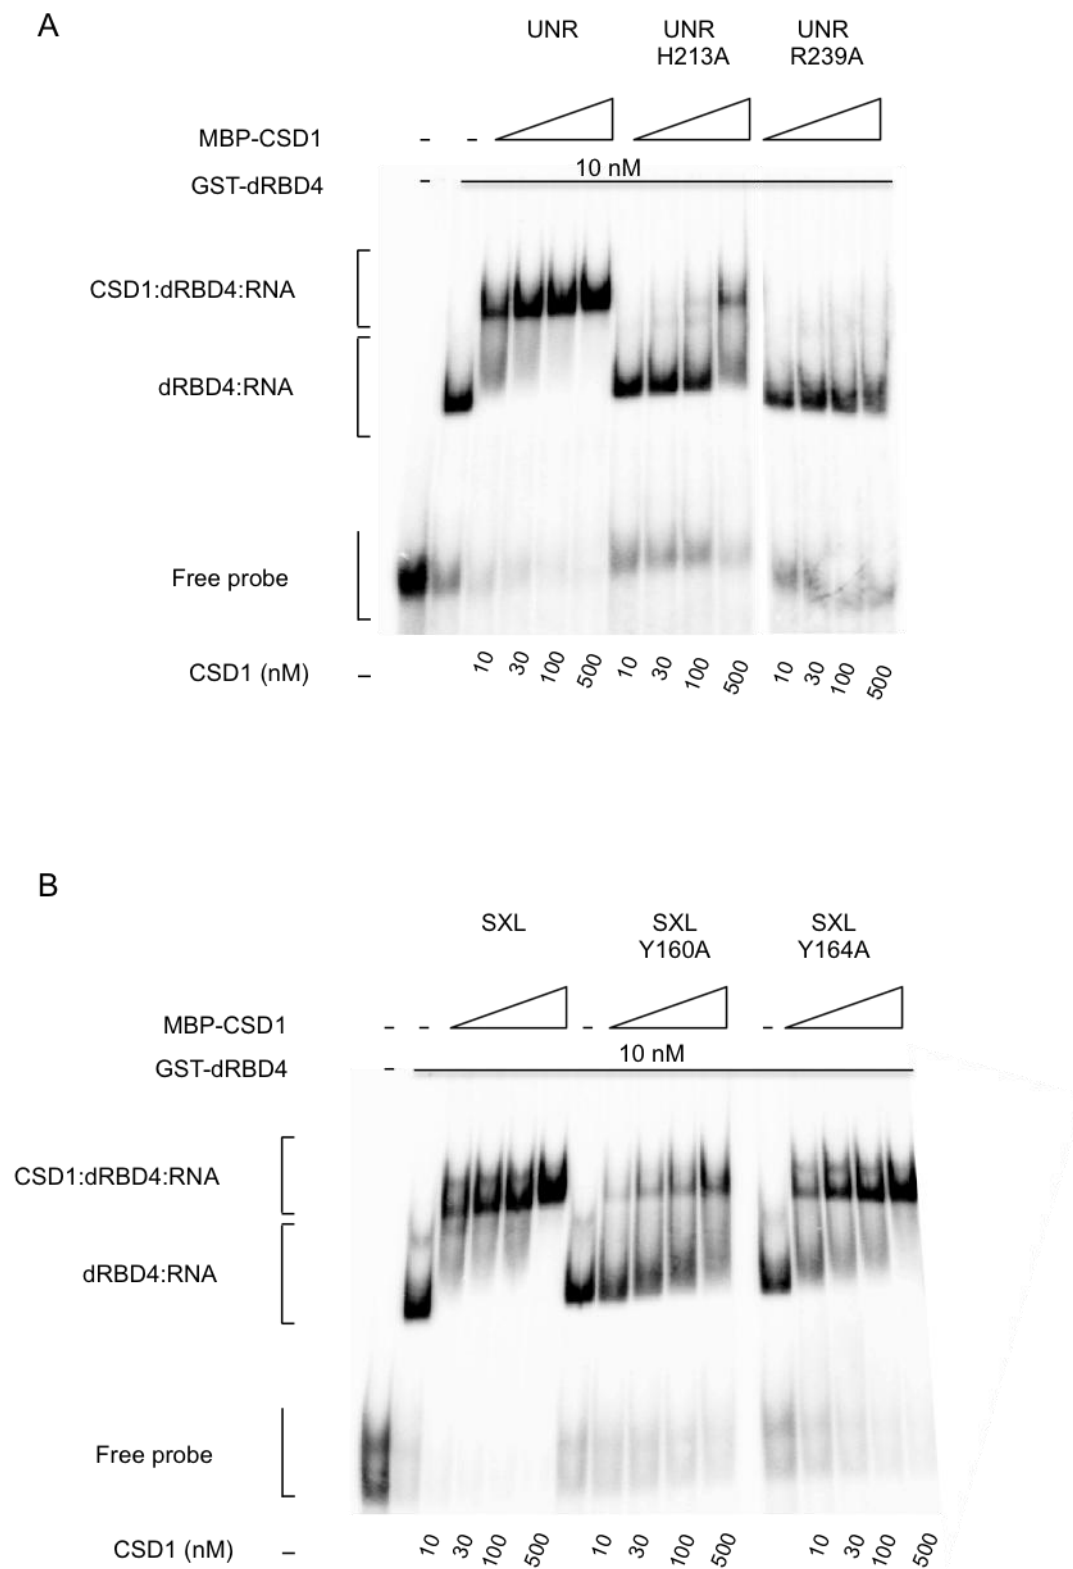 A
UNR
UNR
H213A
UNR
R239A
MBP-CSD1
- -
10 nM
GST-dRBD4
-
CSD1:dRBD4:RNA
dRBD4:RNA
Free probe
CSD1 (nM)
– 10 30 100 500 10 30 100 500 10 30 100 500
B
SXL
SXL
Y160A
SXL
Y164A
MBP-CSD1
- - - -
10 nM
GST-dRBD4
-
CSD1:dRBD4:RNA
dRBD4:RNA
Free probe
CSD1 (nM)
– 10 30 100 500 10 30 100 500 10 30 100 500